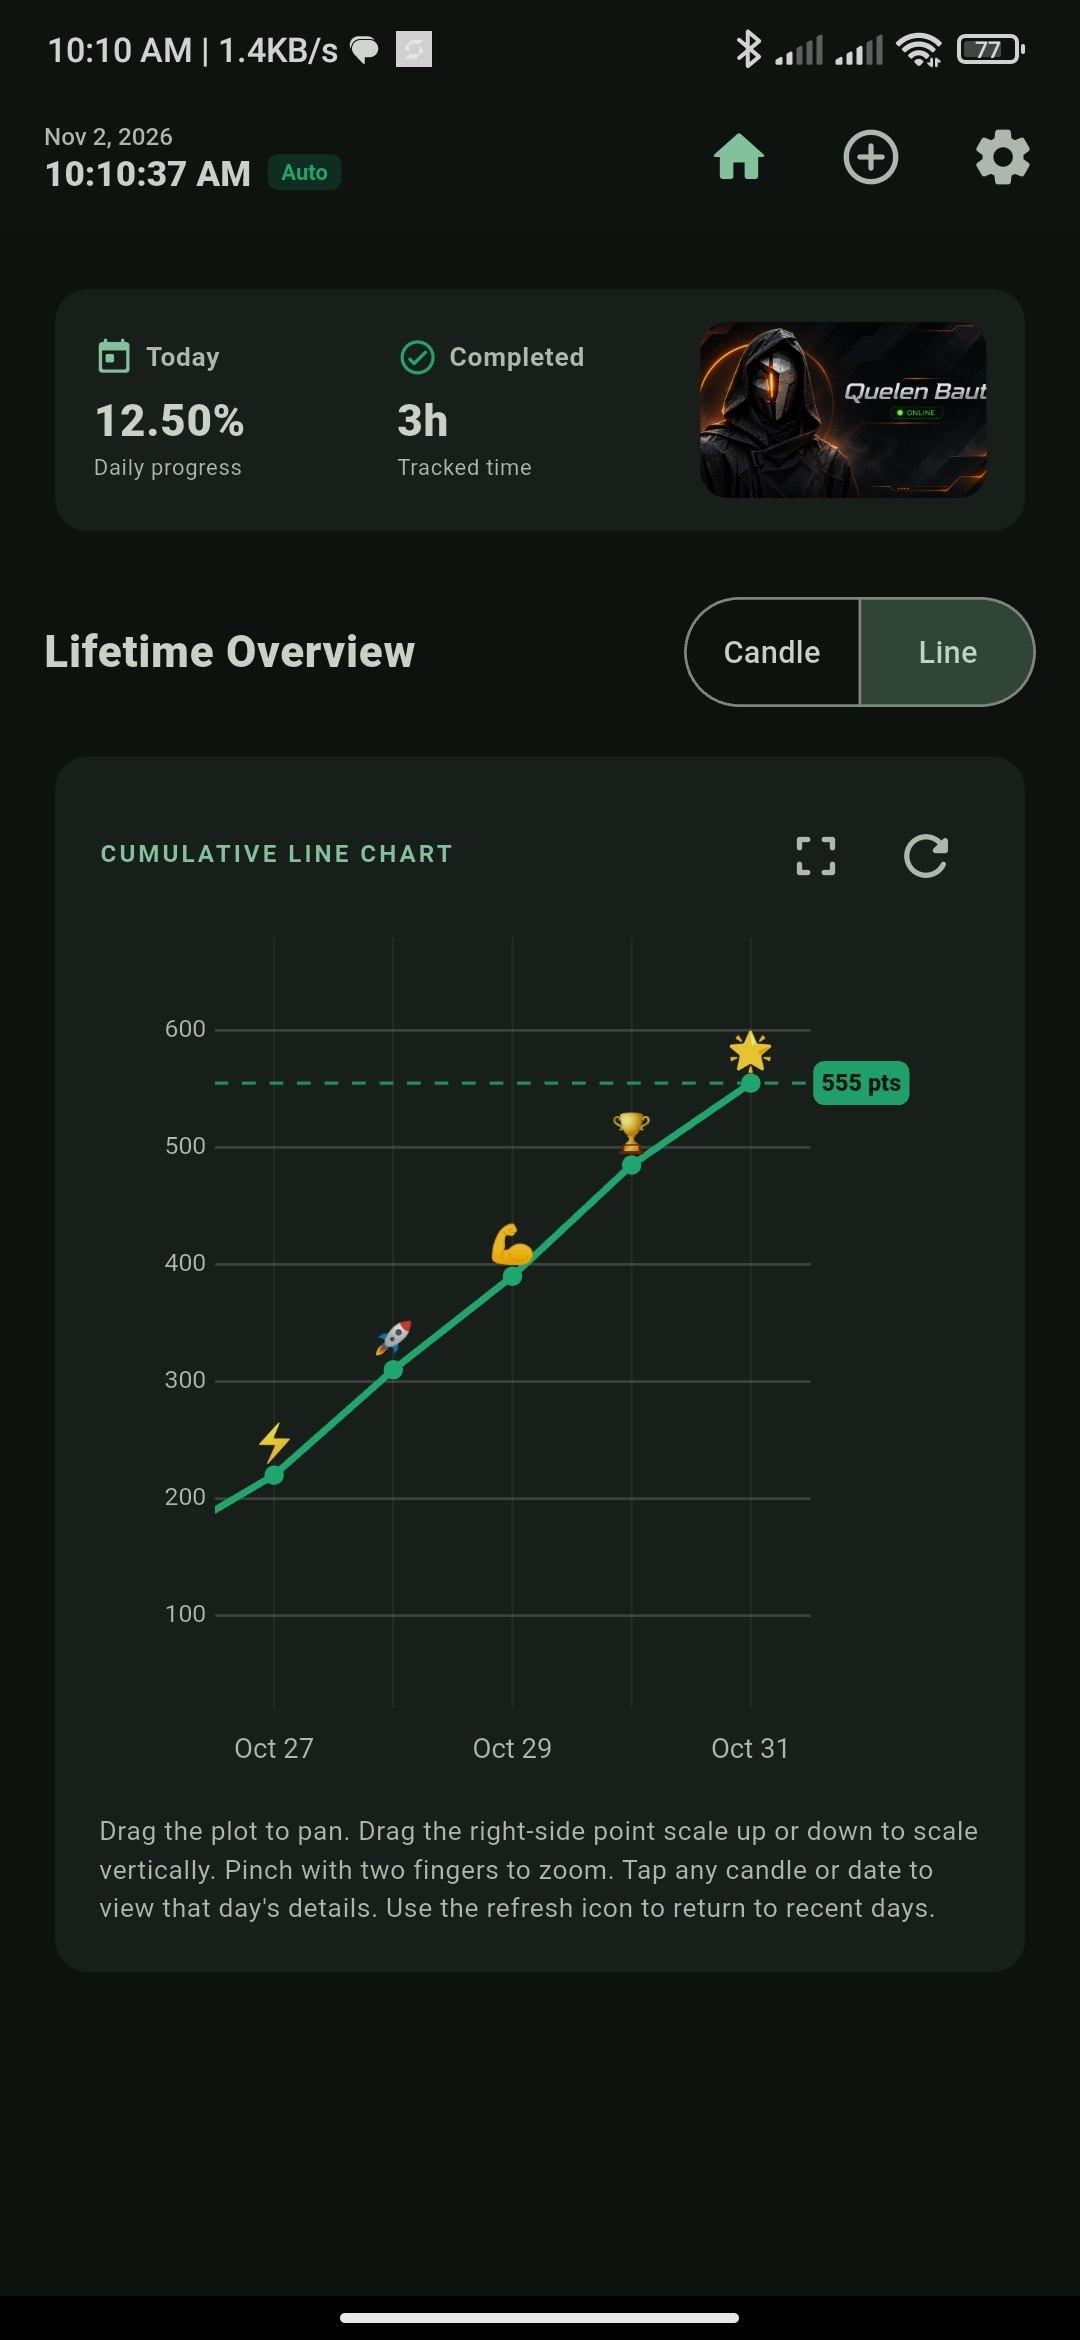 10:10 AM | 1.4KB/s
77
Nov 2, 2026
10:10:37 AM Auto
Today
12.50%
Daily progress
Completed
3h
Tracked time
Quelen Baut
ONLINE
Lifetime Overview
Candle
Line
CUMULATIVE LINE CHART
600
555 pts
500
400
300
200
100
Oct 27
Oct 29
Oct 31
Drag the plot to pan. Drag the right-side point scale up or down to scale
vertically. Pinch with two fingers to zoom. Tap any candle or date to
view that day's details. Use the refresh icon to return to recent days.